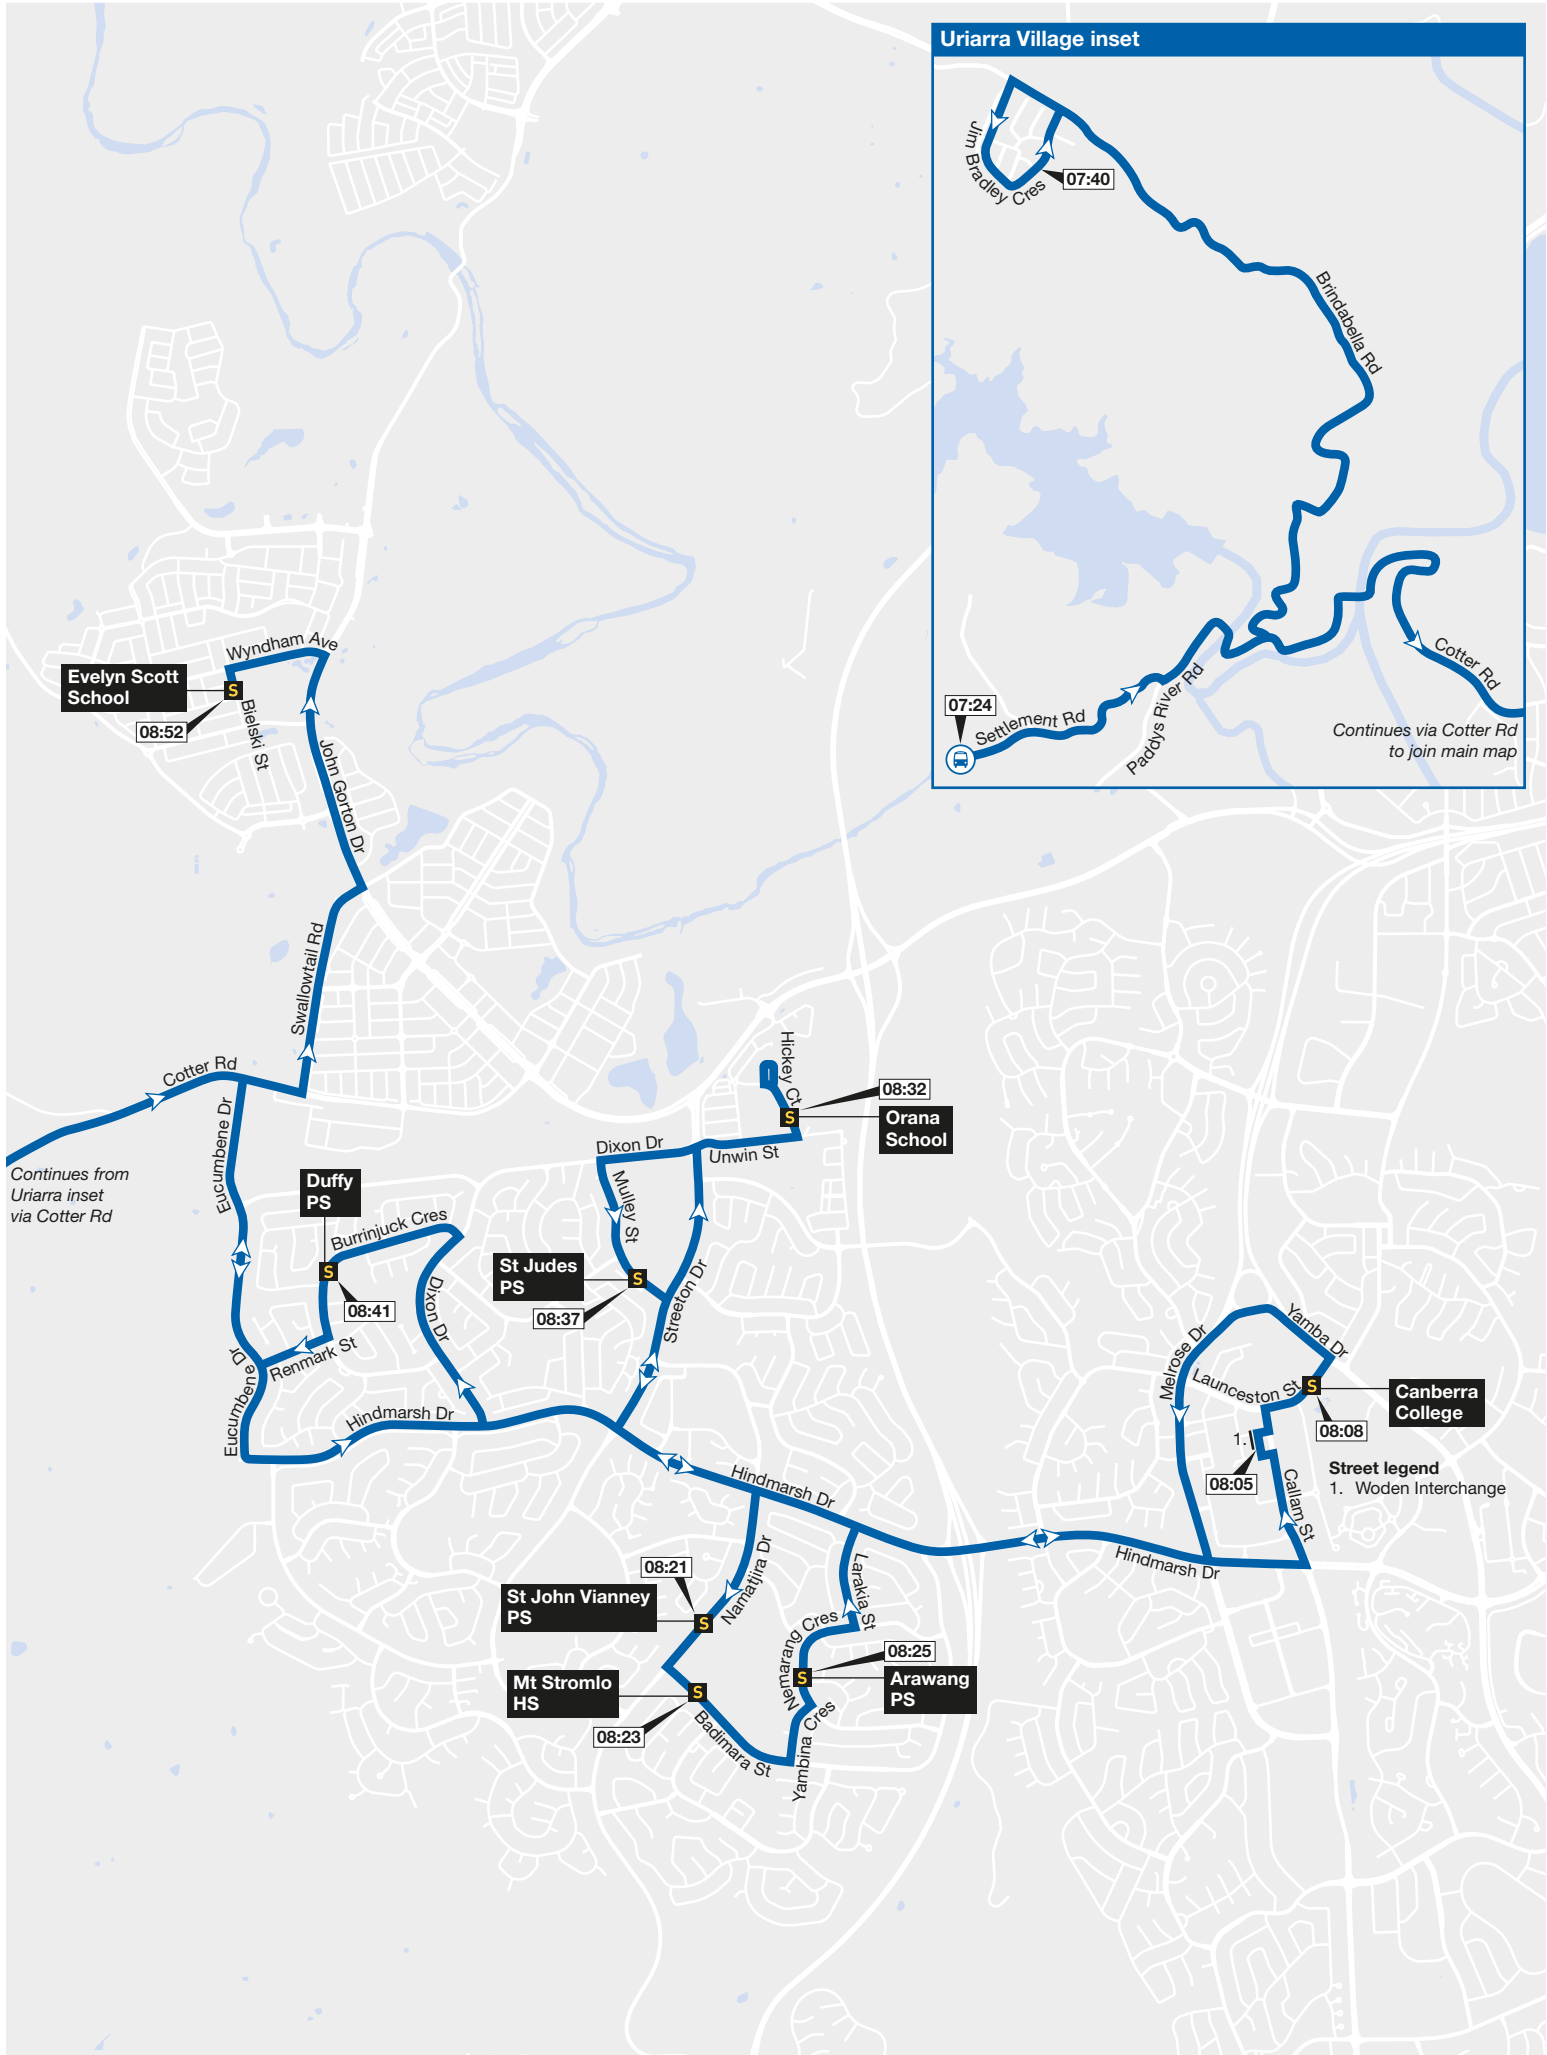 Uriarra Village inset
Jim Bradley Cres
07:40
Brindabella Rd
07:24
Settlement Rd
Paddys River Rd
Cotter Rd
Continues via Cotter Rd
to join main map
Wyndham Ave
Evelyn Scott
School
08:52
Bielski St
John Gorton Dr
Swallowtail Rd
Cotter Rd
Continues from
Uriarra inset
via Cotter Rd
Eucumbene Dr
Hickey Ct
08:32
Orana
School
Dixon Dr
Unwin St
Mulley St
Duffy
PS
Burrinjuck Cres
08:41
Dixon Dr
St Judes
PS
08:37
Streeton Dr
Renmark St
Eucumbene Dr
Hindmarsh Dr
Yamba Dr
Melrose Dr
Launceston St
Canberra
College
08:08
1.
08:05
Callam St
Street legend
1. Woden Interchange
Hindmarsh Dr
Hindmarsh Dr
Namatjira Dr
08:21
St John Vianney
PS
Larakia St
Nemarang Cres
08:25
Arawang
PS
Mt Stromlo
HS
08:23
Badimara St
Yambina Cres